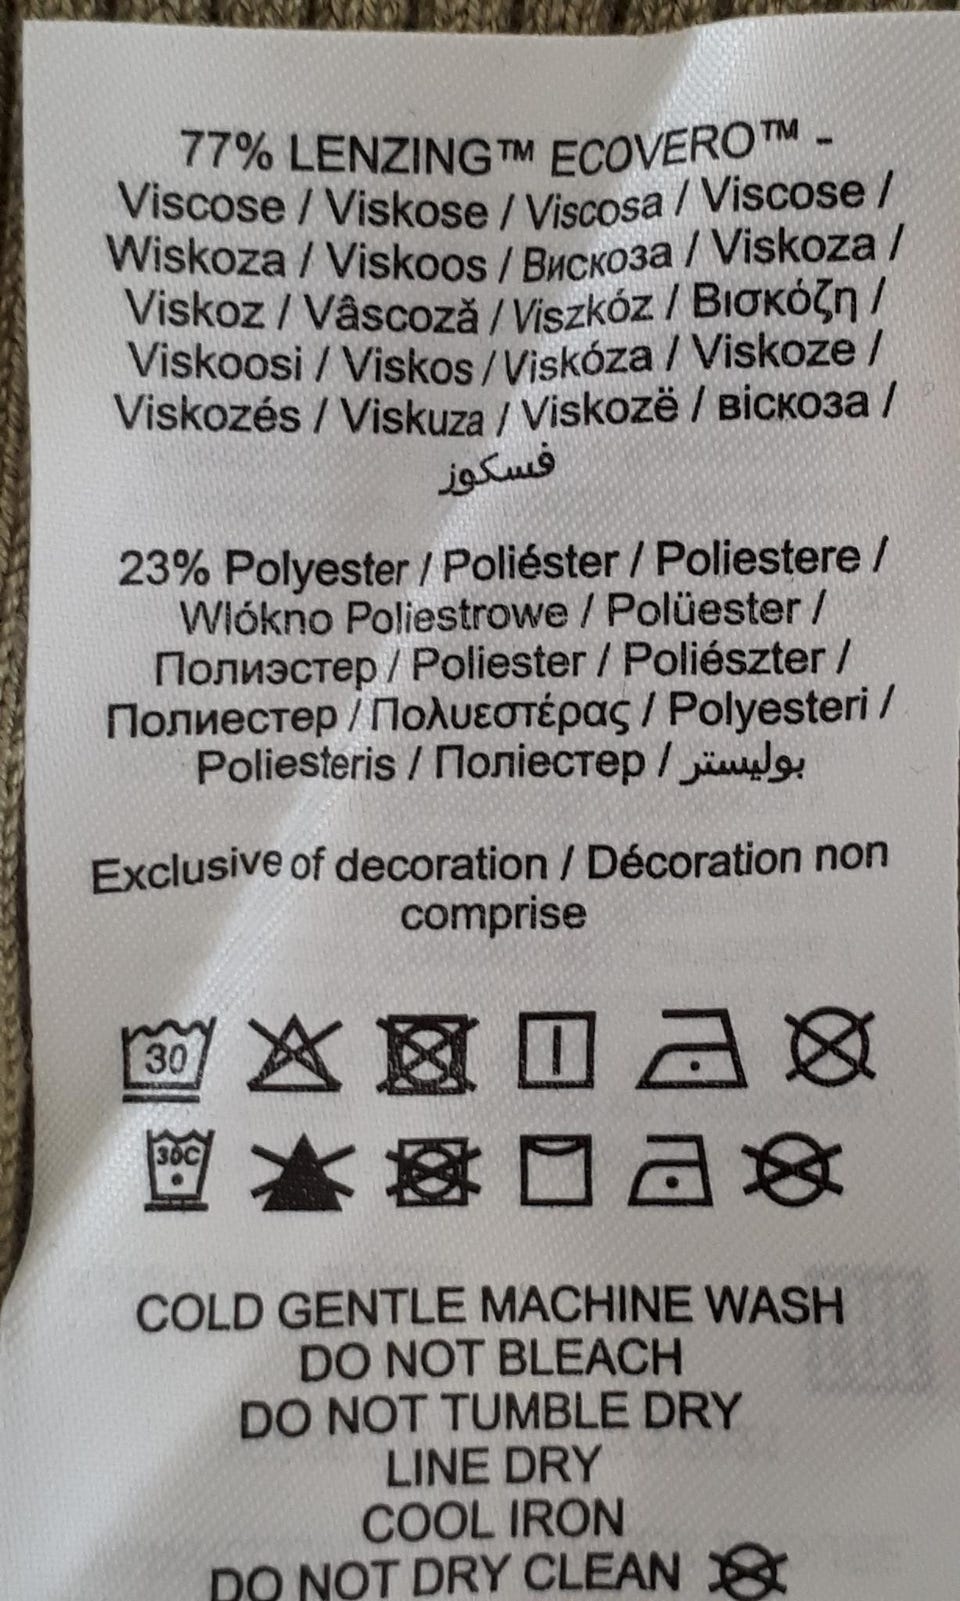 77% LENZING™ ECOVERO™ -
Viscose / Viskose / Viscosa / Viscose /
Wiskoza / Viskoos / Вискоза / Viskoza /
Viskoz / Vâscoză / Viszkóz / Βισκόζη /
Viskoosi / Viskos / Viskóza / Viskoze /
Viskozés / Viskuza / Viskozë / віскоза /
فسكوز
23% Polyester / Poliéster / Poliestere /
Wlókno Poliestrowe / Polüester /
Полиэстер / Poliester / Poliészter /
Полиестер / Πολυεστέρας / Polyesteri /
Poliesteris / Поліестер / بوليستر
Exclusive of decoration / Décoration non
comprise
30
30C
COLD GENTLE MACHINE WASH
DO NOT BLEACH
DO NOT TUMBLE DRY
LINE DRY
COOL IRON
DO NOT DRY CLEAN